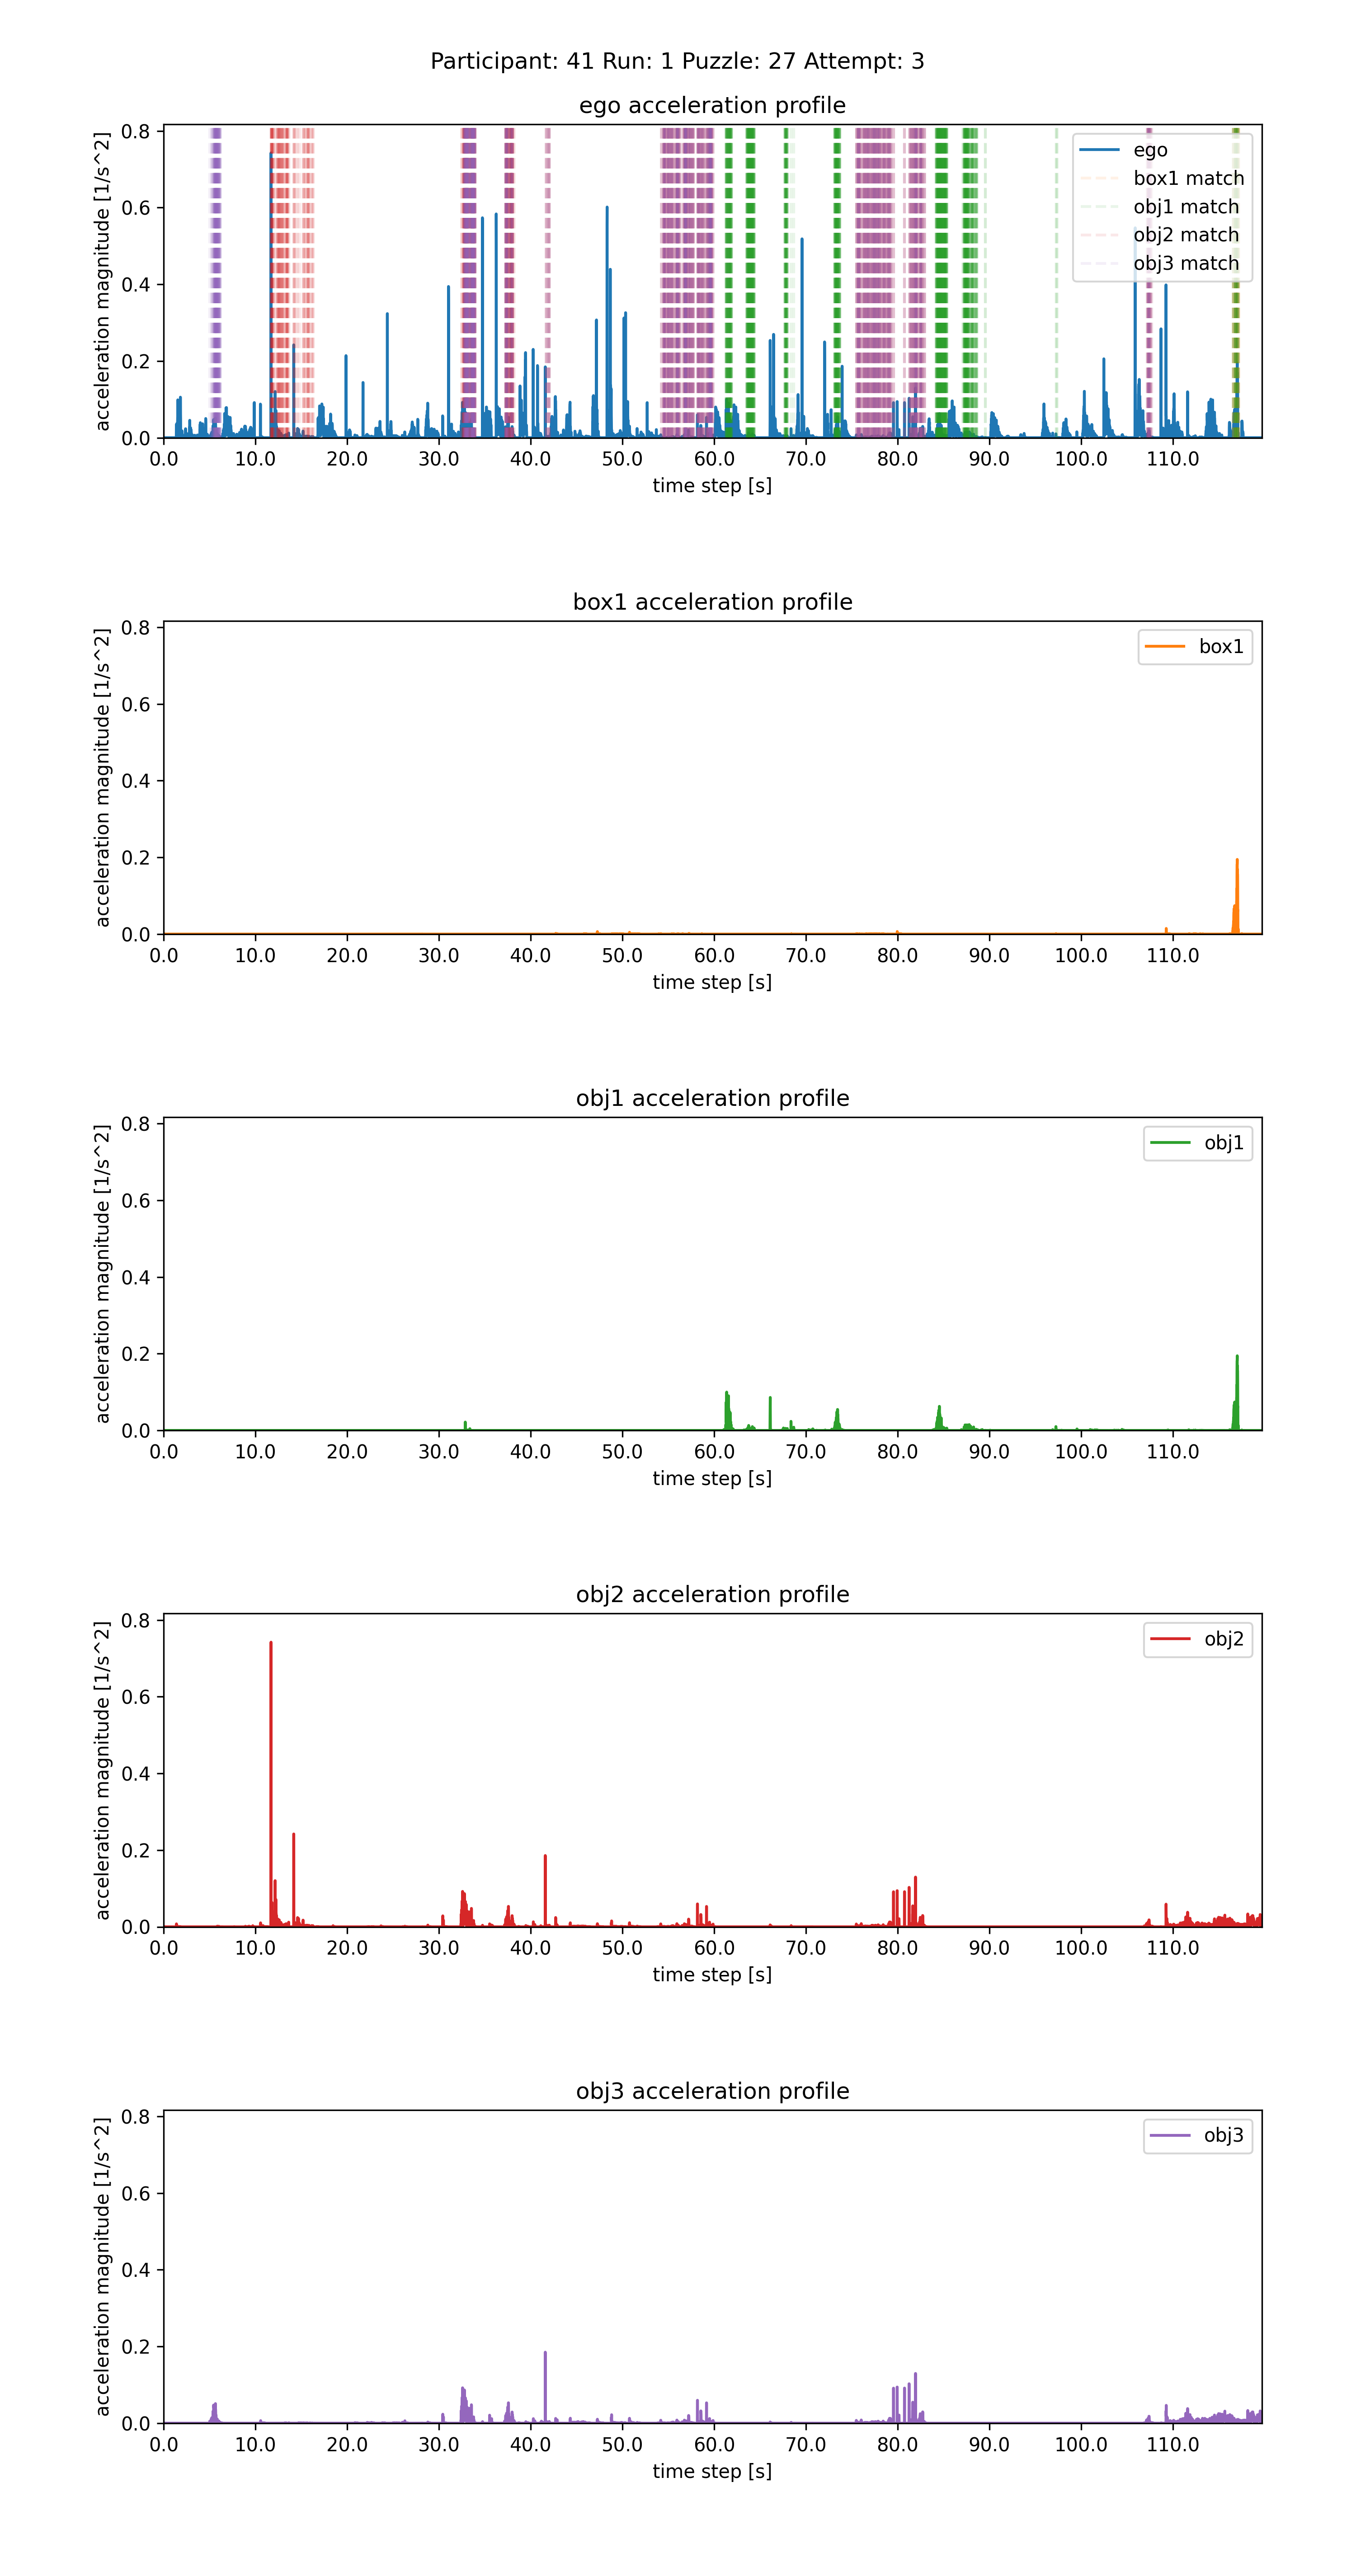 Participant: 41 Run: 1 Puzzle: 27 Attempt: 3
ego acceleration profile
acceleration magnitude [1/s^2]
0.8
0.6
0.4
0.2
0.0
ego
box1 match
obj1 match
obj2 match
obj3 match
0.0 10.0 20.0 30.0 40.0 50.0 60.0 70.0 80.0 90.0 100.0 110.0
time step [s]
box1 acceleration profile
acceleration magnitude [1/s^2]
0.8
0.6
0.4
0.2
0.0
box1
0.0 10.0 20.0 30.0 40.0 50.0 60.0 70.0 80.0 90.0 100.0 110.0
time step [s]
obj1 acceleration profile
acceleration magnitude [1/s^2]
0.8
0.6
0.4
0.2
0.0
obj1
0.0 10.0 20.0 30.0 40.0 50.0 60.0 70.0 80.0 90.0 100.0 110.0
time step [s]
obj2 acceleration profile
acceleration magnitude [1/s^2]
0.8
0.6
0.4
0.2
0.0
obj2
0.0 10.0 20.0 30.0 40.0 50.0 60.0 70.0 80.0 90.0 100.0 110.0
time step [s]
obj3 acceleration profile
acceleration magnitude [1/s^2]
0.8
0.6
0.4
0.2
0.0
obj3
0.0 10.0 20.0 30.0 40.0 50.0 60.0 70.0 80.0 90.0 100.0 110.0
time step [s]